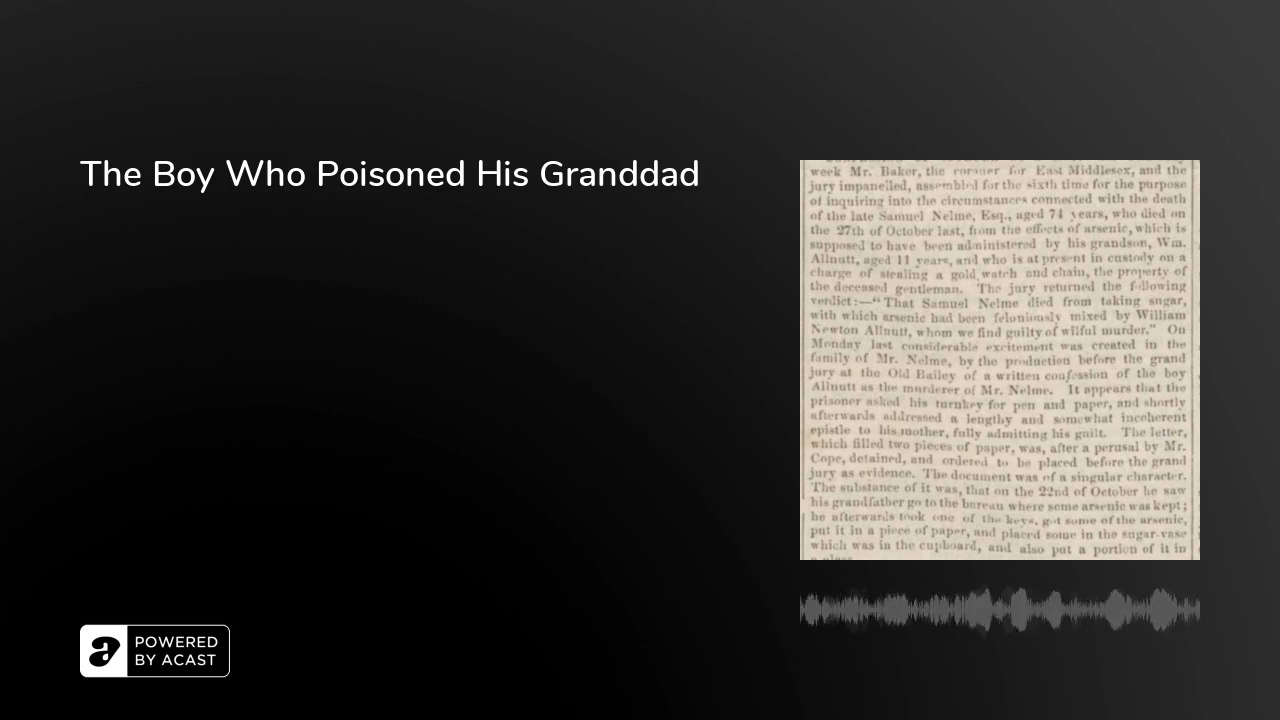 The Boy Who Poisoned His Granddad
week Mr. Baker, the coroner for East Middlesex, and the
jury impanelled, assembled for the sixth time for the purpose
of inquiring into the circumstances connected with the death
of the late Samuel Nelme, Esq., aged 74 years, who died on
the 27th of October last, from the effects of arsenic, which is
supposed to have been administered by his grandson, Wm.
Allnutt, aged 11 years, and who is at present in custody on a
charge of stealing a gold watch and chain, the property of
the deceased gentleman. The jury returned the following
verdict:—“That Samuel Nelme died from taking sugar,
with which arsenic had been feloniously mixed by William
Newton Allnutt, whom we find guilty of wilful murder.” On
Monday last considerable excitement was created in the
family of Mr. Nelme, by the production before the grand
jury at the Old Bailey of a written confession of the boy
Allnutt as the murderer of Mr. Nelme. It appears that the
prisoner asked his turnkey for pen and paper, and shortly
afterwards addressed a lengthy and somewhat incoherent
epistle to his mother, fully admitting his guilt. The letter,
which filled two pieces of paper, was, after a perusal by Mr.
Cope, detained, and ordered to be placed before the grand
jury as evidence. The document was of a singular character.
The substance of it was, that on the 22nd of October he saw
his grandfather go to the bureau where some arsenic was kept;
he afterwards took one of the keys, got some of the arsenic,
put it in a piece of paper, and placed some in the sugar-vase
which was in the cupboard, and also put a portion of it in
POWERED
BY ACAST